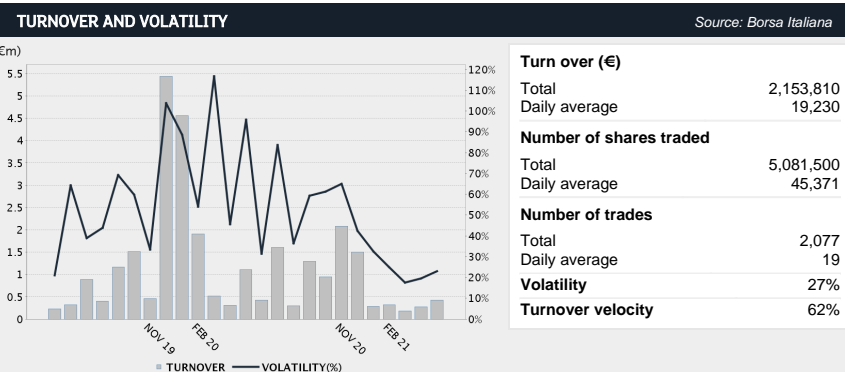 TURNOVER AND VOLATILITY
Source: Borsa Italiana
€m)
5.5
5
4.5
4
3.5
3
2.5
2
1.5
1
0.5
0
120%
110%
100%
90%
80%
70%
60%
50%
40%
30%
20%
10%
0%
NOV 19
FEB 20
NOV 20
FEB 21
TURNOVER
VOLATILITY(%)
Turn over (€)
Total 2,153,810
Daily average 19,230
Number of shares traded
Total 5,081,500
Daily average 45,371
Number of trades
Total 2,077
Daily average 19
Volatility 27%
Turnover velocity 62%